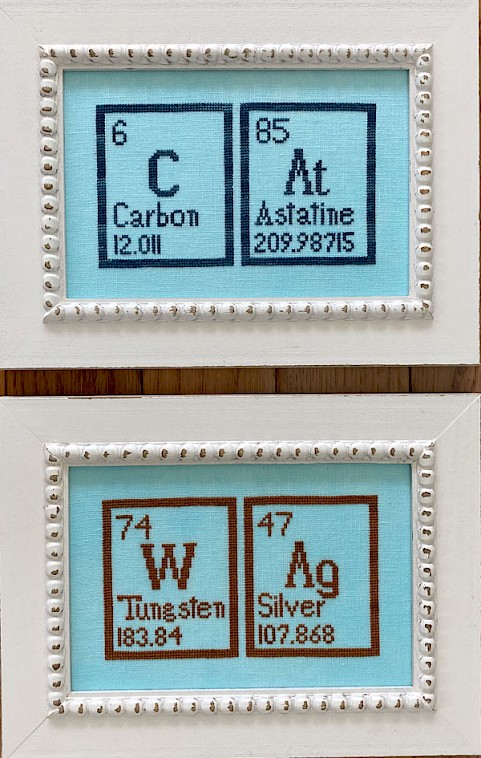 6
C
Carbon
12.011
85
At
Astatine
209.98715
74
W
Tungsten
183.84
47
Ag
Silver
107.868